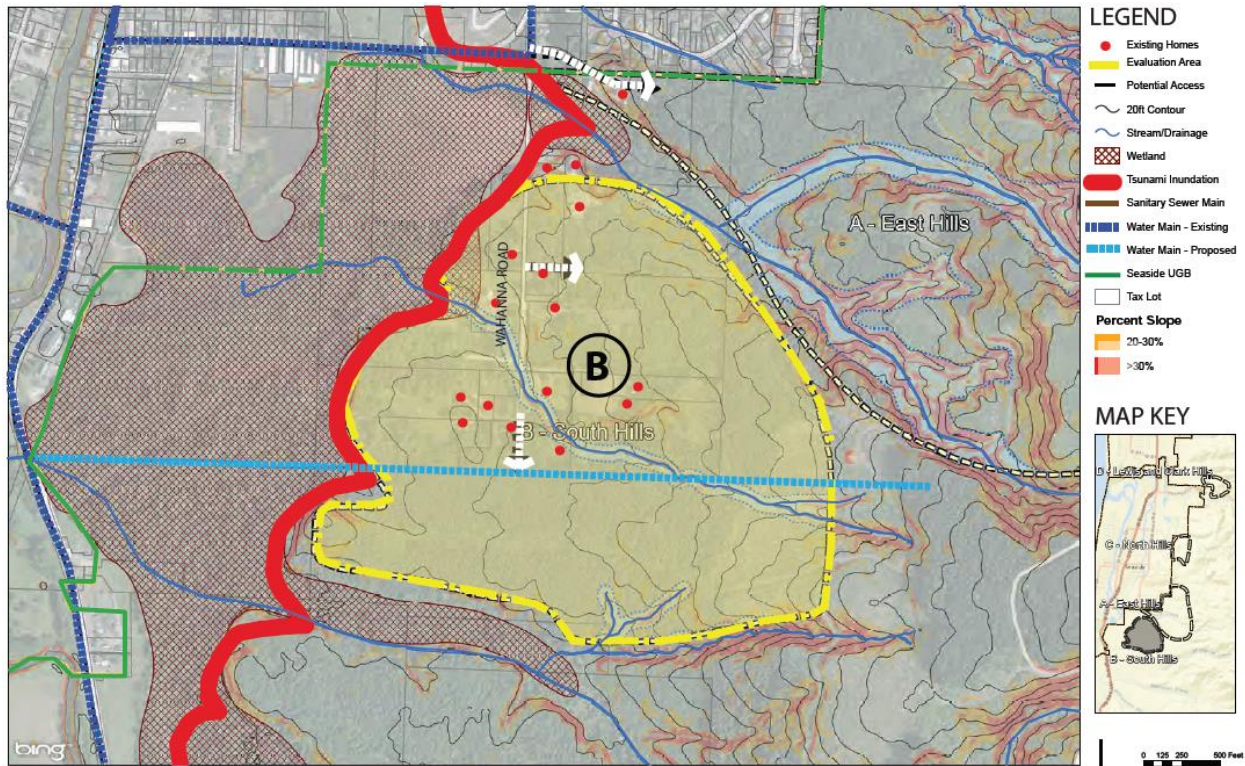 LEGEND
Existing Homes
Evaluation Area
Potential Access
20ft Contour
Stream/Drainage
Wetland
Tsunami Inundation
Sanitary Sewer Main
Water Main - Existing
Water Main - Proposed
Seaside UGB
Tax Lot
Percent Slope
20-30%
>30%
MAP KEY
D - Lewis and Clark Hills
C - North Hills
A - East Hills
B - South Hills
0 125 250 500 Feet
A - East Hills
WAHANNA ROAD
B
B - South Hills
bing